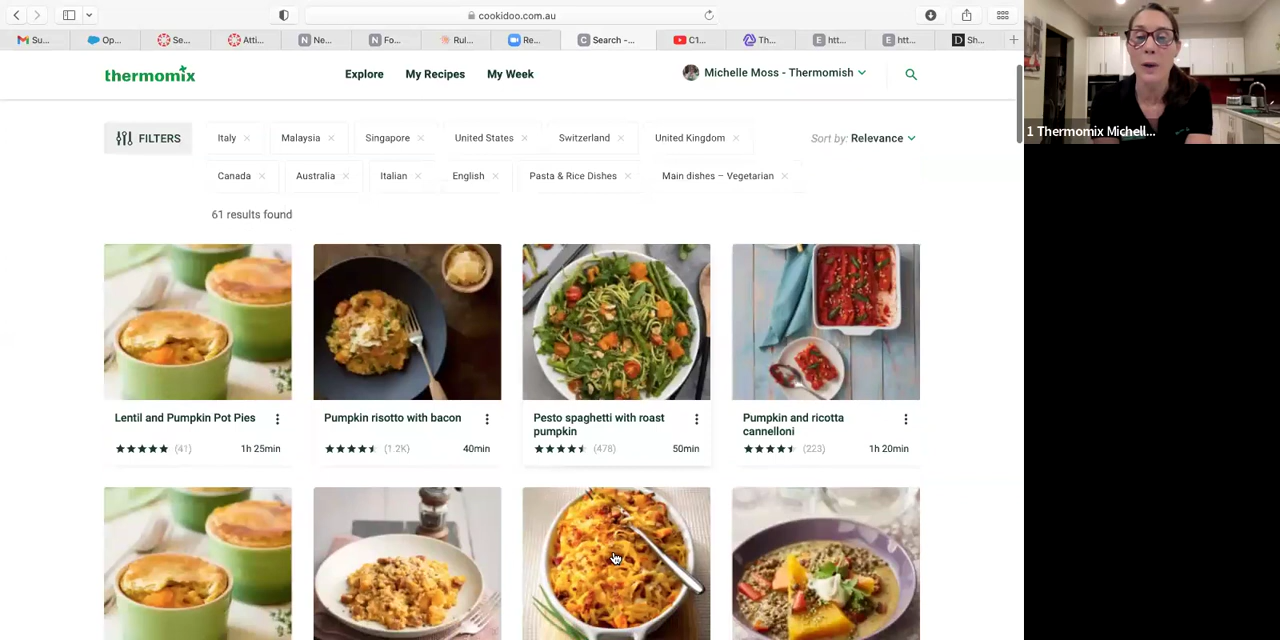 cookidoo.com.au
Su... Op... Se... Atti... Ne... Fo... Rul... Re... Search -... C1... Th... htt... htt... Sh...
thermomix Explore My Recipes My Week Michelle Moss - Thermomish
1 Thermomix Michell...
FILTERS Italy Malaysia Singapore United States Switzerland United Kingdom Sort by: Relevance
Canada Australia Italian English Pasta & Rice Dishes Main dishes – Vegetarian
61 results found
Lentil and Pumpkin Pot Pies
(41) 1h 25min
Pumpkin risotto with bacon
(1.2K) 40min
Pesto spaghetti with roast
pumpkin
(478) 50min
Pumpkin and ricotta
cannelloni
(223) 1h 20min